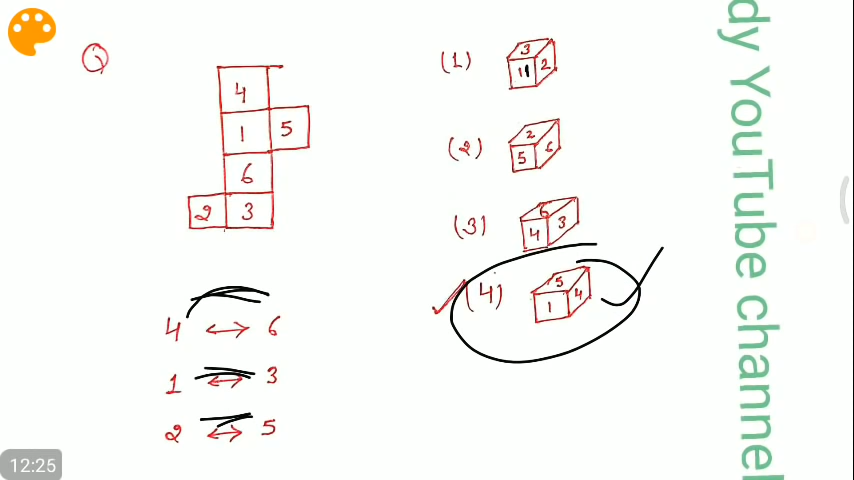 Q
4
1 5
6
2 3
4 ↔ 6
1 ↔ 3
2 ↔ 5
(1) 3 1 2
(2) 2 5 6
(3) 6 4 3
(4) 5 1 4
dy YouTube channel
12:25